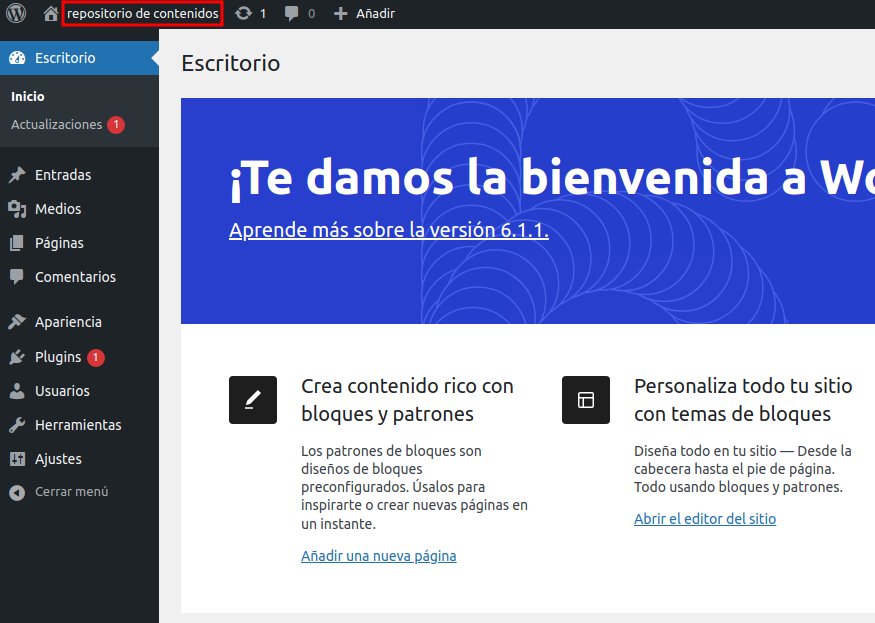 repositorio de contenidos 1 0 Añadir
Escritorio
Inicio
Actualizaciones 1
Entradas
Medios
Páginas
Comentarios
Apariencia
Plugins 1
Usuarios
Herramientas
Ajustes
Cerrar menú
Escritorio
¡Te damos la bienvenida a Wo
Aprende más sobre la versión 6.1.1.
Crea contenido rico con
bloques y patrones
Los patrones de bloques son
diseños de bloques
preconfigurados. Úsalos para
inspirarte o crear nuevas páginas en
un instante.
Añadir una nueva página
Personaliza todo tu sitio
con temas de bloques
Diseña todo en tu sitio — Desde la
cabecera hasta el pie de página.
Todo usando bloques y patrones.
Abrir el editor del sitio